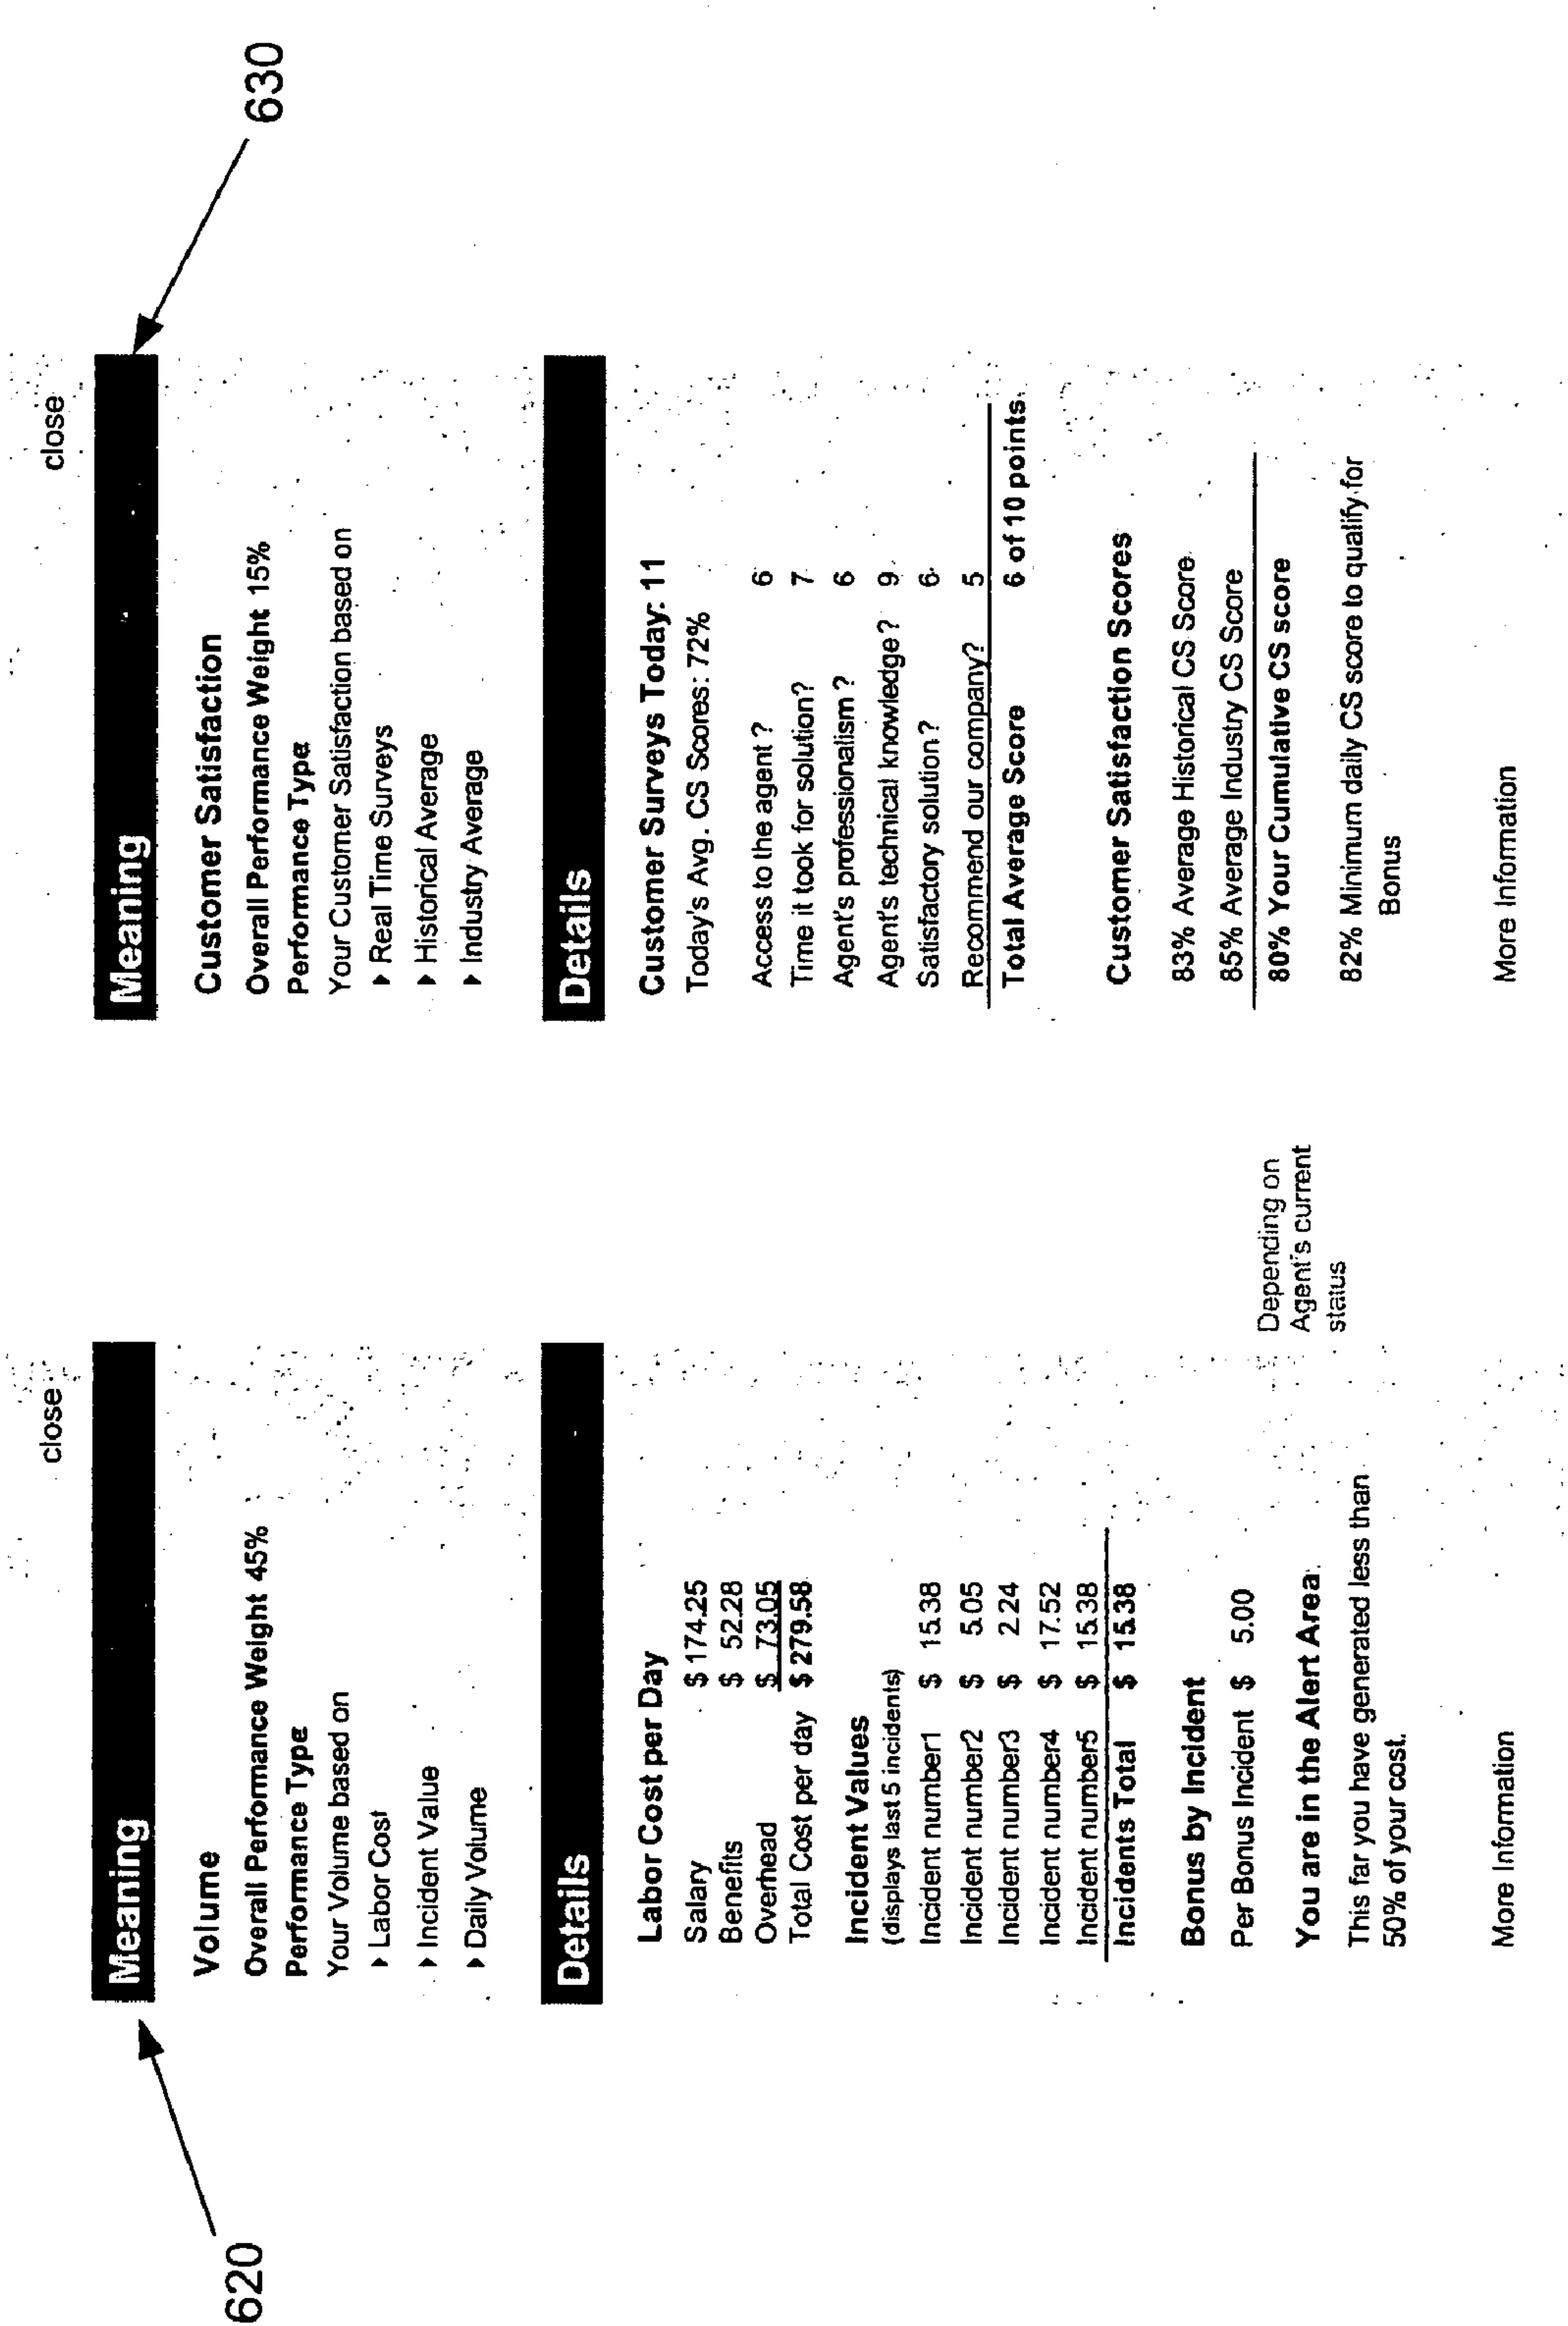 620
close
Meaning
Volume
Overall Performance Weight 45%
Performance Type
Your Volume based on
Labor Cost
Incident Value
Daily Volume
Details
Labor Cost per Day
Salary $ 174.25
Benefits $ 52.28
Overhead $ 73.05
Total Cost per day $ 279.58
Incident Values
(displays last 5 incidents)
Incident number1 $ 15.38
Incident number2 $ 5.05
Incident number3 $ 2.24
Incident number4 $ 17.52
Incident number5 $ 15.38
Incidents Total $ 15.38
Bonus by Incident
Per Bonus Incident $ 5.00
You are in the Alert Area
This far you have generated less than
50% of your cost.
More Information
Depending on
Agent's current
status
630
close
Meaning
Customer Satisfaction
Overall Performance Weight 15%
Performance Type
Your Customer Satisfaction based on
Real Time Surveys
Historical Average
Industry Average
Details
Customer Surveys Today: 11
Today's Avg. CS Scores: 72%
Access to the agent? 6
Time it took for solution? 7
Agent's professionalism? 6
Agent's technical knowledge? 9
Satisfactory solution? 6
Recommend our company? 5
Total Average Score 6 of 10 points
Customer Satisfaction Scores
83% Average Historical CS Score
85% Average Industry CS Score
80% Your Cumulative CS score
82% Minimum daily CS score to qualify for
Bonus
More Information